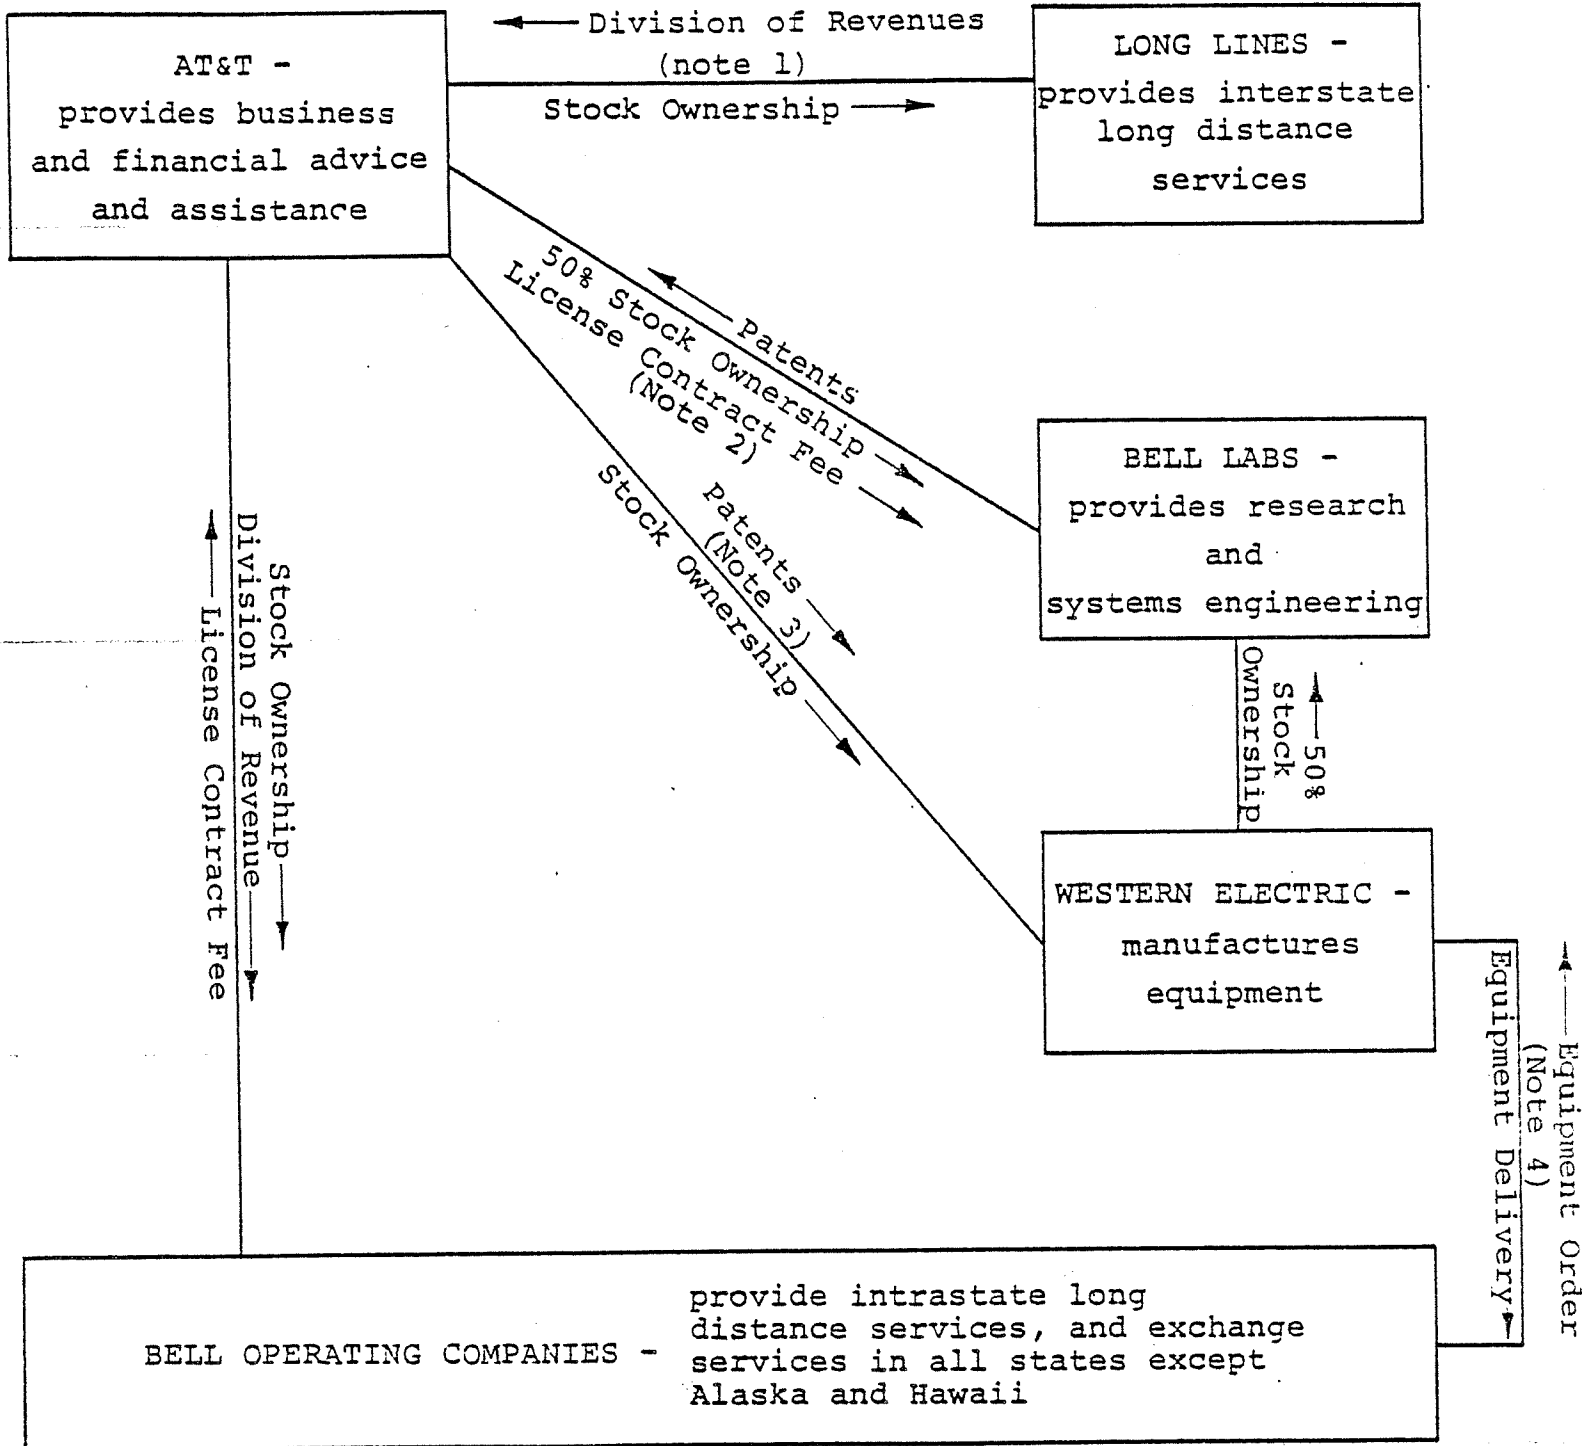 AT&T -
provides business
and financial advice
and assistance
Division of Revenues
(note 1)
Stock Ownership
LONG LINES -
provides interstate
long distance
services
Patents
50% Stock Ownership
License Contract Fee
(Note 2)
Patents
(Note 3)
Stock Ownership
BELL LABS -
provides research
and
systems engineering
50%
Stock
Ownership
Stock Ownership
Division of Revenue
License Contract Fee
WESTERN ELECTRIC -
manufactures
equipment
Equipment Order
(Note 4)
Equipment Delivery
BELL OPERATING COMPANIES -
provide intrastate long
distance services, and exchange
services in all states except
Alaska and Hawaii